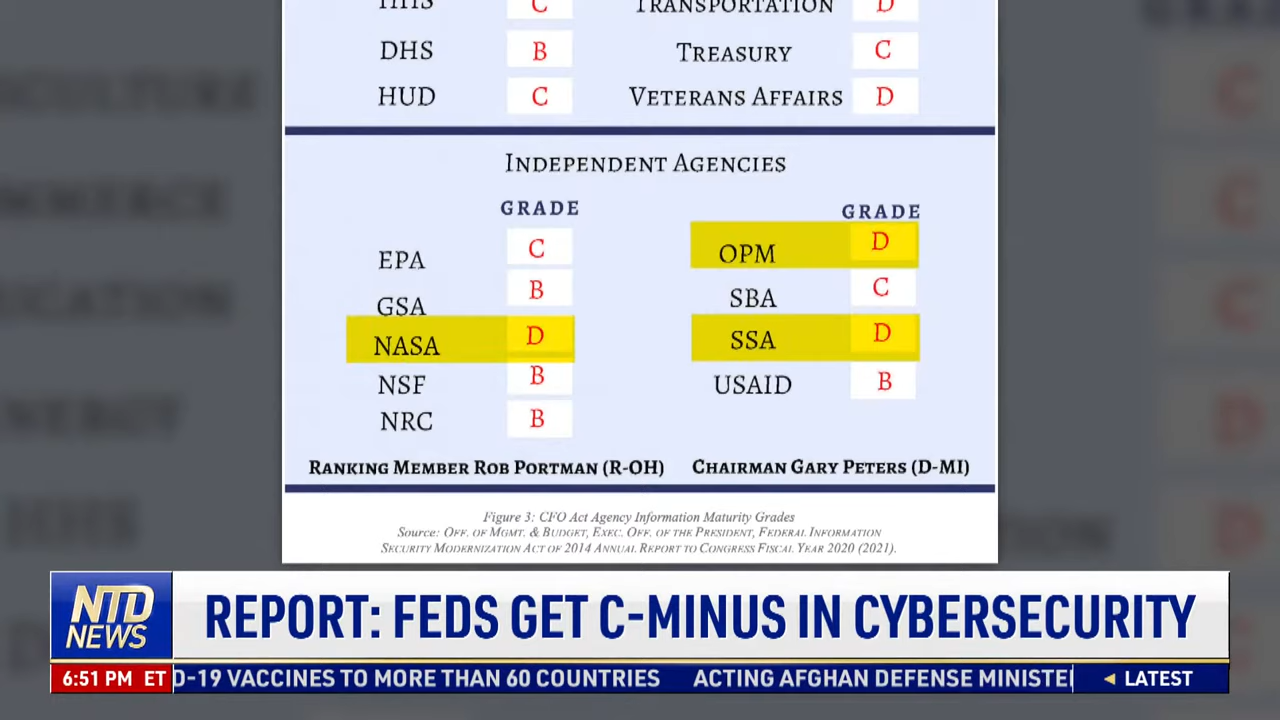 HHS C TRANSPORTATION D
DHS B TREASURY C
HUD C VETERANS AFFAIRS D
INDEPENDENT AGENCIES
GRADE GRADE
EPA C OPM D
GSA B SBA C
NASA D SSA D
NSF B USAID B
NRC B
RANKING MEMBER ROB PORTMAN (R-OH) CHAIRMAN GARY PETERS (D-MI)
Figure 3: CFO Act Agency Information Maturity Grades
Source: OFF. OF MGMT. & BUDGET, EXEC. OFF. OF THE PRESIDENT, FEDERAL INFORMATION
SECURITY MODERNIZATION ACT OF 2014 ANNUAL REPORT TO CONGRESS FISCAL YEAR 2020 (2021).
NTD
NEWS
REPORT: FEDS GET C-MINUS IN CYBERSECURITY
6:51 PM ET D-19 VACCINES TO MORE THAN 60 COUNTRIES ACTING AFGHAN DEFENSE MINISTE ◄ LATEST